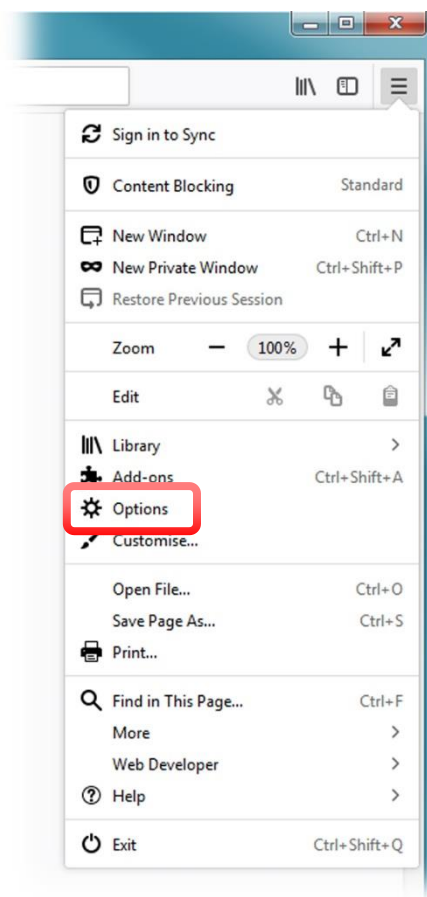 Sign in to Sync
Content Blocking Standard
New Window Ctrl+N
New Private Window Ctrl+Shift+P
Restore Previous Session
Zoom 100%
Edit
Library
Add-ons Ctrl+Shift+A
Options
Customise...
Open File... Ctrl+O
Save Page As... Ctrl+S
Print...
Find in This Page... Ctrl+F
More
Web Developer
Help
Exit Ctrl+Shift+Q